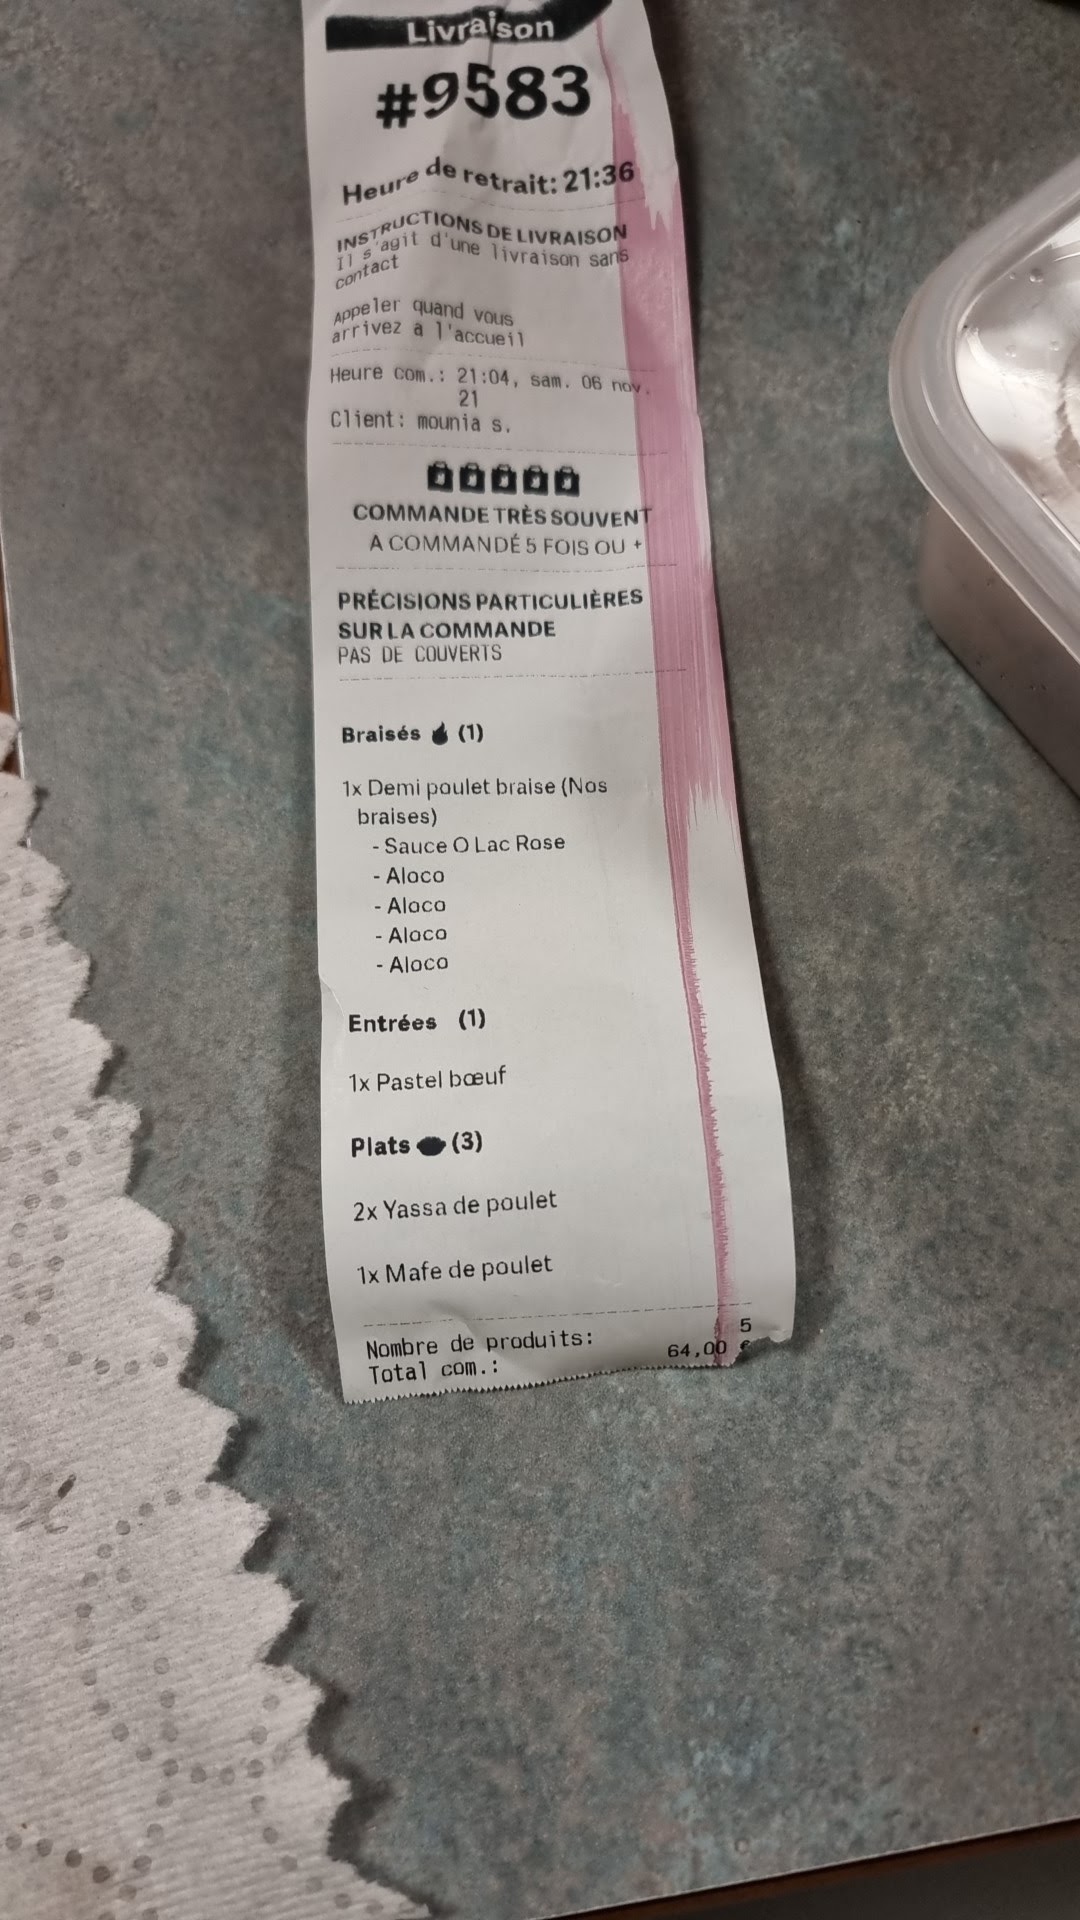 Livraison
#9583
Heure de retrait: 21:36
INSTRUCTIONS DE LIVRAISON
Il s'agit d'une livraison sans
contact
Appeler quand vous
arrivez a l'accueil
Heure com.: 21:04, sam. 06 nov.
21
Client: mounia s.
COMMANDE TRÈS SOUVENT
A COMMANDÉ 5 FOIS OU +
PRÉCISIONS PARTICULIÈRES
SUR LA COMMANDE
PAS DE COUVERTS
Braisés (1)
1x Demi poulet braise (Nos
braises)
- Sauce O Lac Rose
- Aloco
- Aloco
- Aloco
- Aloco
Entrées (1)
1x Pastel bœuf
Plats (3)
2x Yassa de poulet
1x Mafe de poulet
Nombre de produits: 5
Total com.: 64,00 €